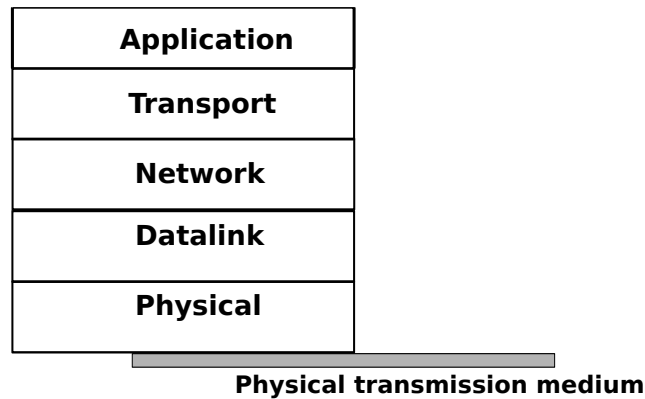 Application
Transport
Network
Datalink
Physical
Physical transmission medium